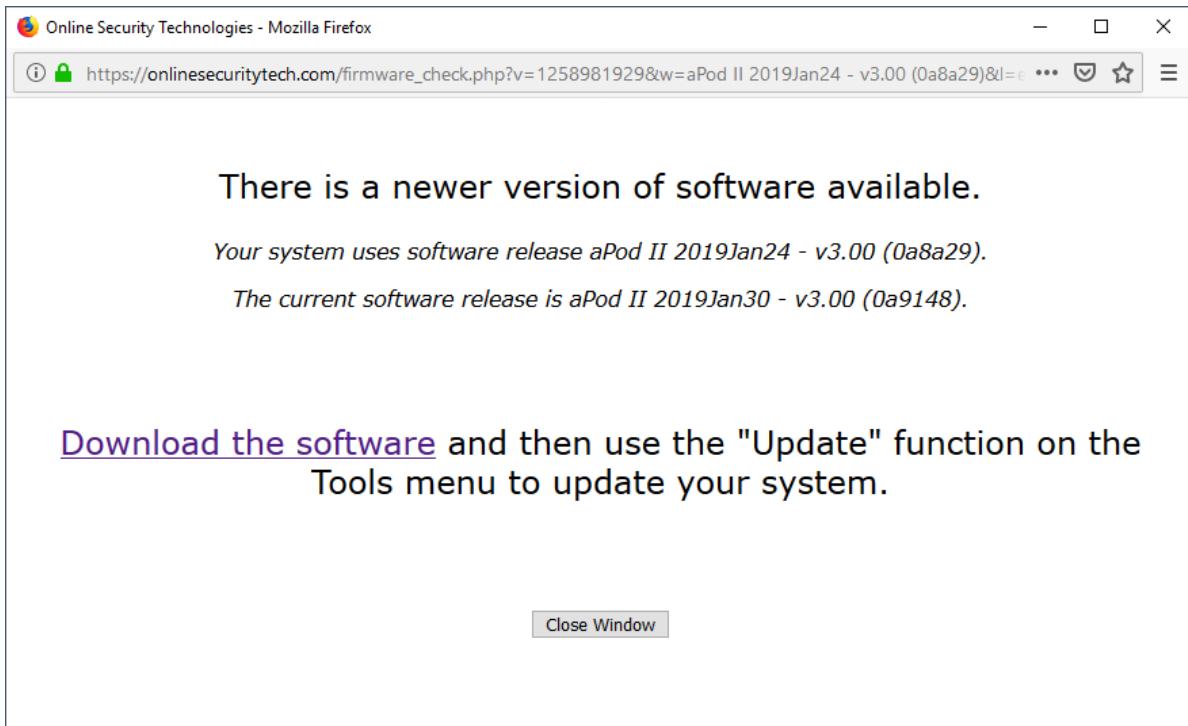 Online Security Technologies - Mozilla Firefox
https://onlinesecuritytech.com/firmware_check.php?v=1258981929&w=aPod II 2019Jan24 - v3.00 (0a8a29)&l=e
There is a newer version of software available.
Your system uses software release aPod II 2019Jan24 - v3.00 (0a8a29).
The current software release is aPod II 2019Jan30 - v3.00 (0a9148).
Download the software and then use the "Update" function on the
Tools menu to update your system.
Close Window